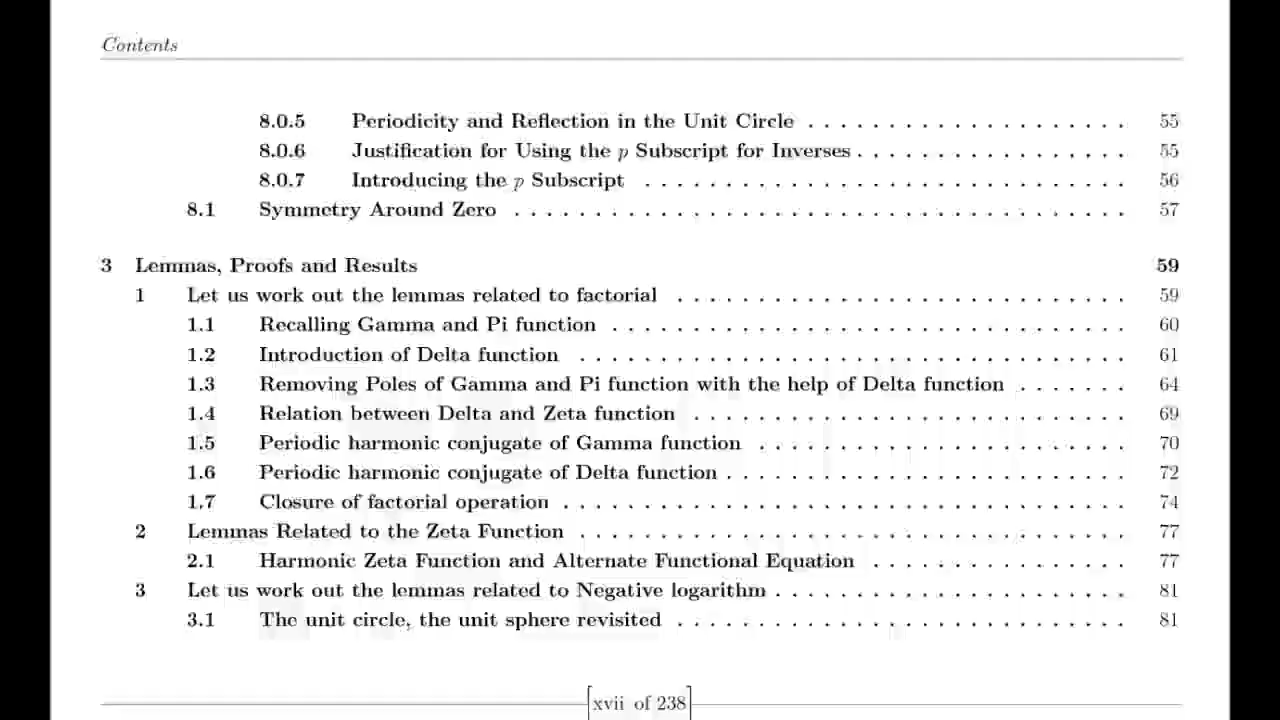 Contents
8.0.5 Periodicity and Reflection in the Unit Circle . . . . . . . . . . . . . . . . . . . . 55
8.0.6 Justification for Using the p Subscript for Inverses . . . . . . . . . . . . . . . . . 55
8.0.7 Introducing the p Subscript . . . . . . . . . . . . . . . . . . . . . . . . . . . . . . 56
8.1 Symmetry Around Zero . . . . . . . . . . . . . . . . . . . . . . . . . . . . . . . . . . . . . . 57
3 Lemmas, Proofs and Results 59
1 Let us work out the lemmas related to factorial . . . . . . . . . . . . . . . . . . . . . . . . . . . . 59
1.1 Recalling Gamma and Pi function . . . . . . . . . . . . . . . . . . . . . . . . . . . . . . . . 60
1.2 Introduction of Delta function . . . . . . . . . . . . . . . . . . . . . . . . . . . . . . . . . . 61
1.3 Removing Poles of Gamma and Pi function with the help of Delta function . . . . . . . 64
1.4 Relation between Delta and Zeta function . . . . . . . . . . . . . . . . . . . . . . . . . . . 69
1.5 Periodic harmonic conjugate of Gamma function . . . . . . . . . . . . . . . . . . . . . . . 70
1.6 Periodic harmonic conjugate of Delta function . . . . . . . . . . . . . . . . . . . . . . . . . 72
1.7 Closure of factorial operation . . . . . . . . . . . . . . . . . . . . . . . . . . . . . . . . . . . 74
2 Lemmas Related to the Zeta Function . . . . . . . . . . . . . . . . . . . . . . . . . . . . . . . . . . 77
2.1 Harmonic Zeta Function and Alternate Functional Equation . . . . . . . . . . . . . . . . 77
3 Let us work out the lemmas related to Negative logarithm . . . . . . . . . . . . . . . . . . . . . . 81
3.1 The unit circle, the unit sphere revisited . . . . . . . . . . . . . . . . . . . . . . . . . . . . 81
[xvii of 238]